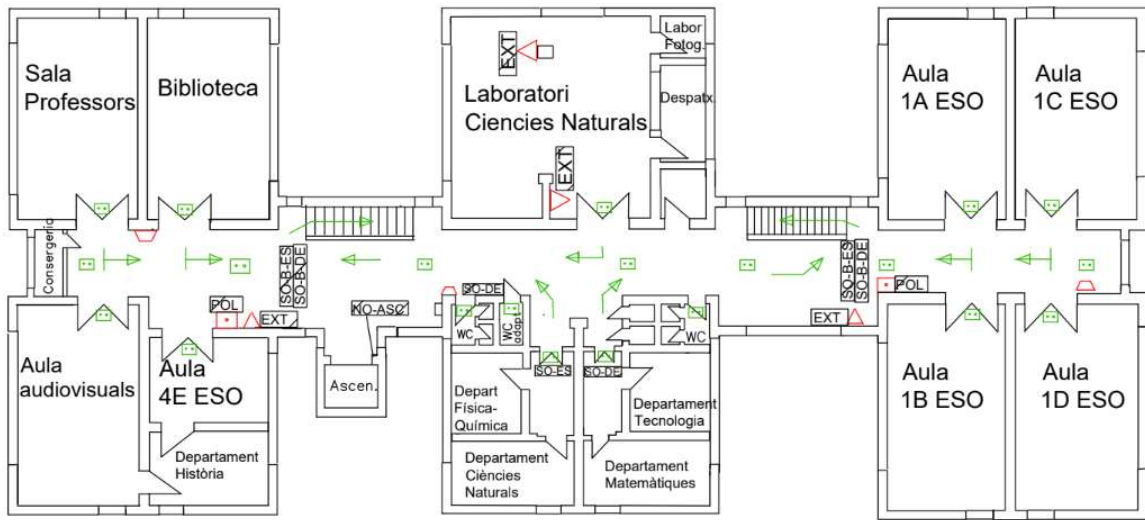 Sala
Professors
Biblioteca
EXT
Labor
Fotog.
Laboratori
Ciencies Naturals
Despatx.
EXT
Aula
1A ESO
Aula
1C ESO
Consergeria
SO-B-ES
SO-B-DE
SO-B-ES
SO-B-DE
POL
EXT
NO-ASC
SO-DE
WC
WC
adapt
WC
EXT
POL
Aula
audiovisuals
Aula
4E ESO
Ascen.
SO-ES
SO-DE
Depart
Física-
Química
Departament
Tecnologia
Aula
1B ESO
Aula
1D ESO
Departament
Història
Departament
Ciències
Naturals
Departament
Matemàtiques